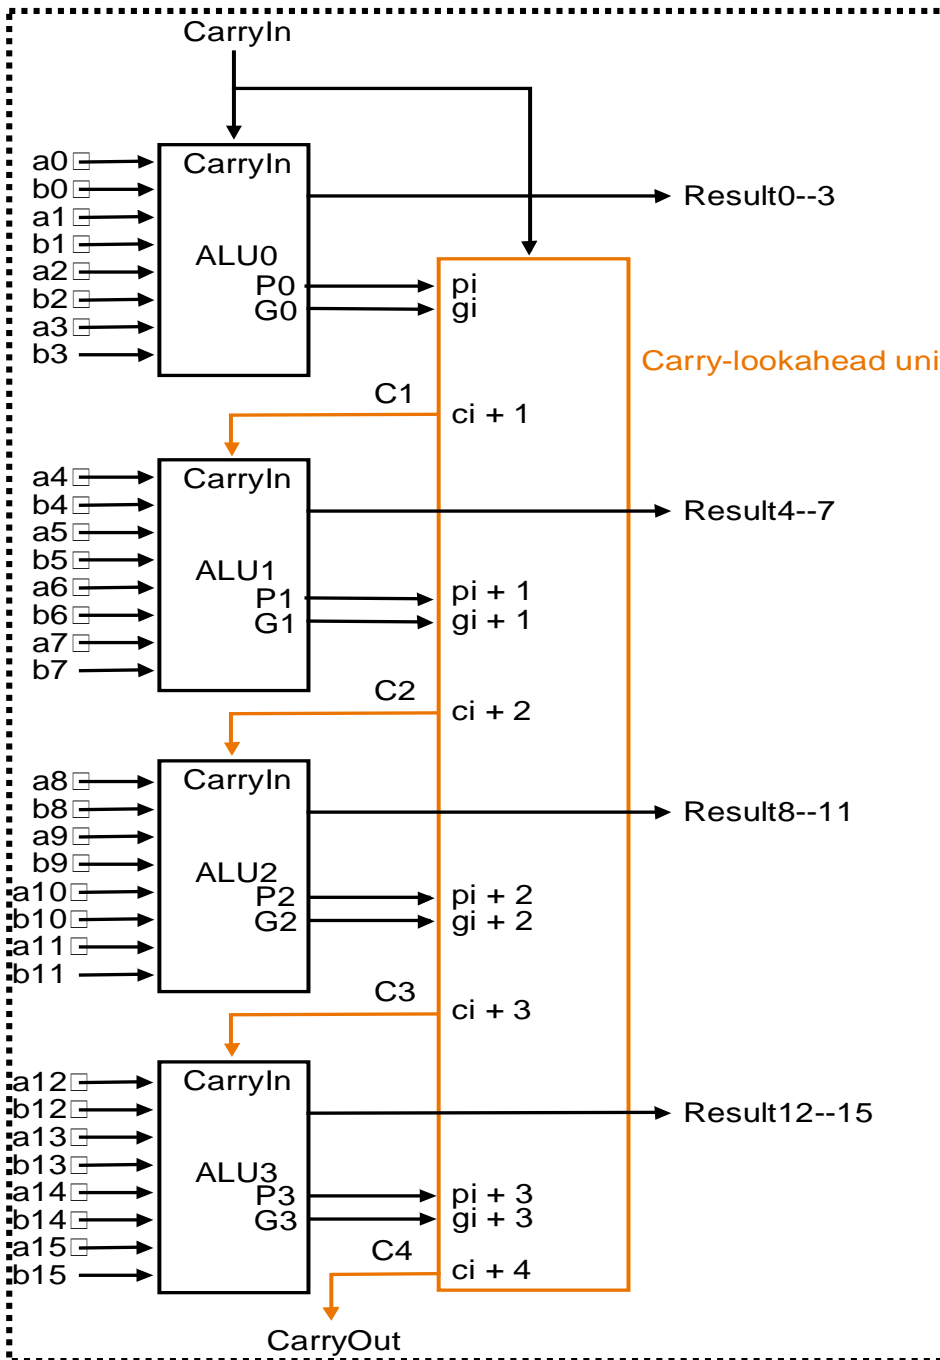 CarryIn
a0
b0
a1
b1
a2
b2
a3
b3
CarryIn
ALU0
P0
G0
pi
gi
Result0--3
Carry-lookahead uni
C1
ci + 1
a4
b4
a5
b5
a6
b6
a7
b7
CarryIn
ALU1
P1
G1
pi + 1
gi + 1
Result4--7
C2
ci + 2
a8
b8
a9
b9
a10
b10
a11
b11
CarryIn
ALU2
P2
G2
pi + 2
gi + 2
Result8--11
C3
ci + 3
a12
b12
a13
b13
a14
b14
a15
b15
CarryIn
ALU3
P3
G3
pi + 3
gi + 3
Result12--15
C4
ci + 4
CarryOut